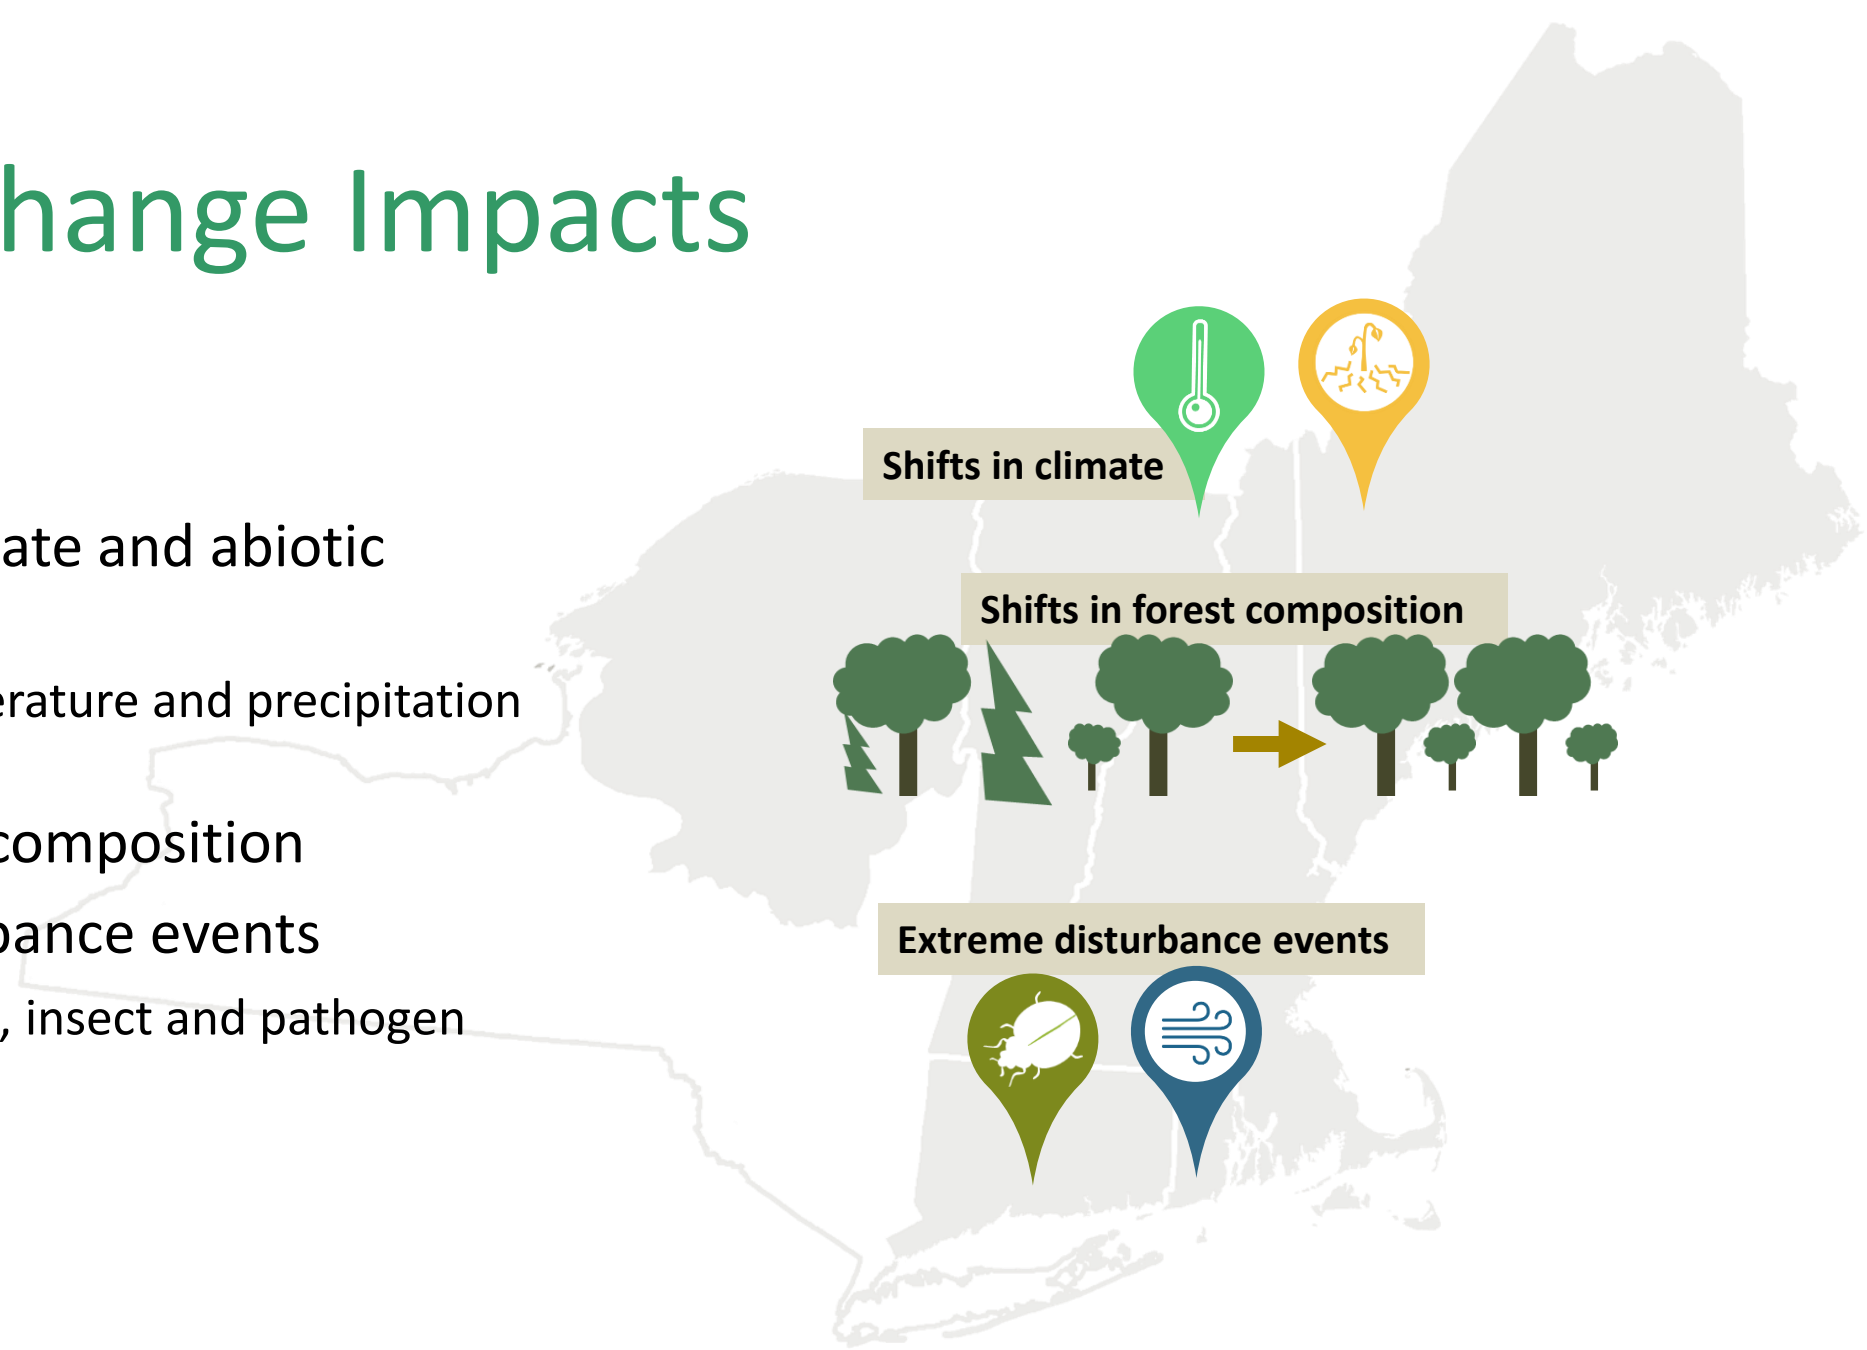 hange Impacts
Shifts in climate
ate and abiotic
Shifts in forest composition
erature and precipitation
composition
bance events
Extreme disturbance events
, insect and pathogen